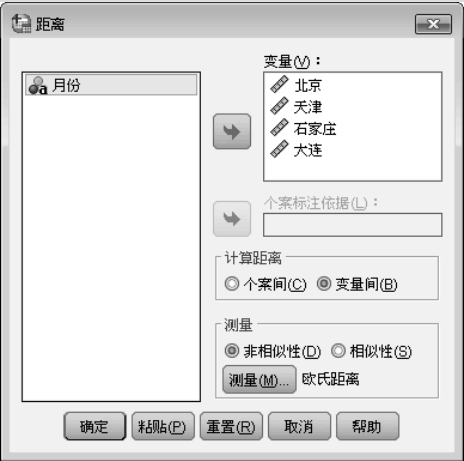 距离
月份
变量(V)：
北京
天津
石家庄
大连
个案标注依据(L)：
计算距离
个案间(C) 变量间(B)
测量
非相似性(D) 相似性(S)
测量(M)... 欧氏距离
确定 粘贴(P) 重置(R) 取消 帮助